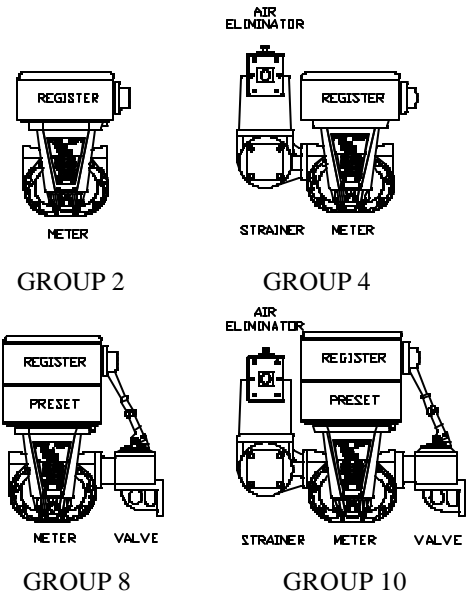 REGISTER
METER
GROUP 2
AIR
ELIMINATOR
REGISTER
STRAINER METER
GROUP 4
REGISTER
PRESET
METER VALVE
GROUP 8
AIR
ELIMINATOR
REGISTER
PRESET
STRAINER METER VALVE
GROUP 10